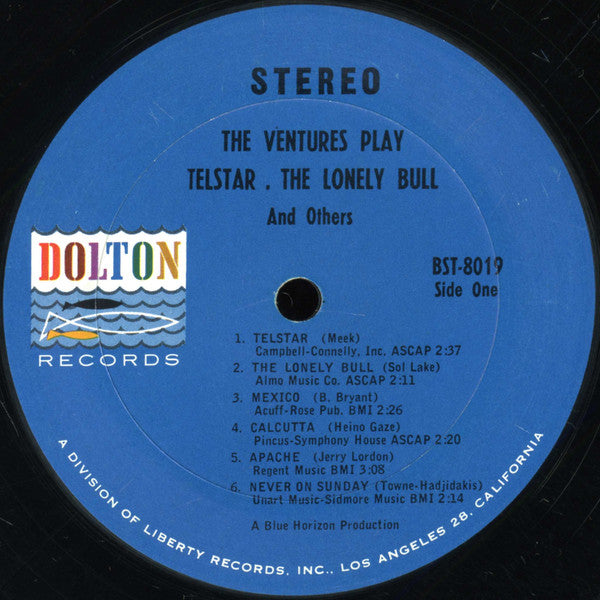 STEREO
THE VENTURES PLAY
TELSTAR . THE LONELY BULL
And Others
DOLTON
RECORDS
BST-8019
Side One
1. TELSTAR (Meek)
Campbell-Connelly, Inc. ASCAP 2:37
2. THE LONELY BULL (Sol Lake)
Almo Music Co. ASCAP 2:11
3. MEXICO (B. Bryant)
Acuff-Rose Pub. BMI 2:26
4. CALCUTTA (Heino Gaze)
Pincus-Symphony House ASCAP 2:20
5. APACHE (Jerry Lordon)
Regent Music BMI 3:08
6. NEVER ON SUNDAY (Towne-Hadjidakis)
Unart Music-Sidmore Music BMI 2:14
A Blue Horizon Production
A DIVISION OF LIBERTY RECORDS, INC., LOS ANGELES 28, CALIFORNIA